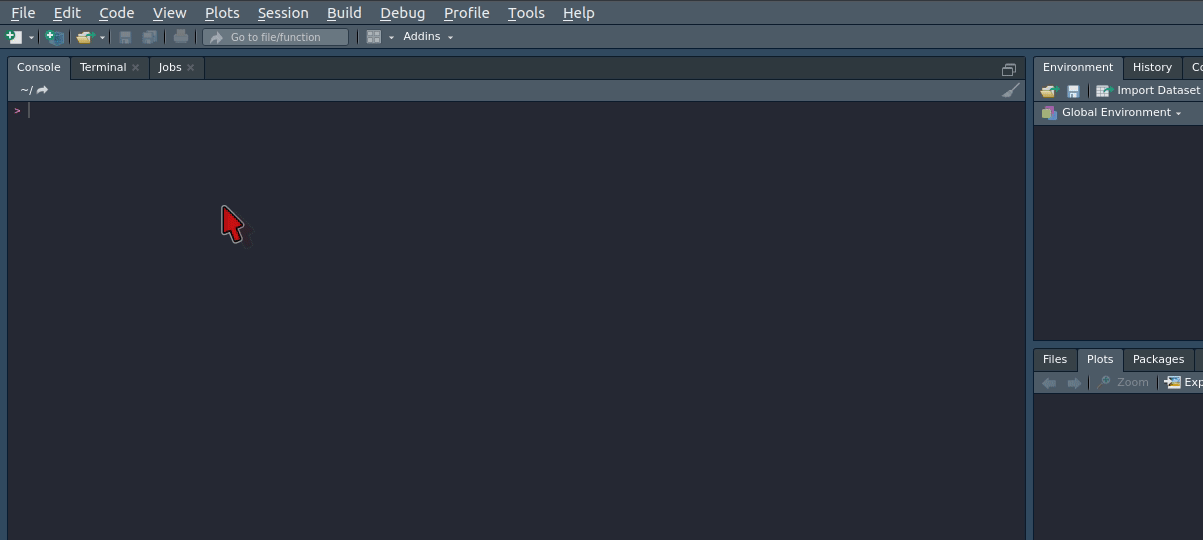 File Edit Code View Plots Session Build Debug Profile Tools Help
Go to file/function Addins
Console Terminal Jobs
~/
>
Environment History Co
Import Dataset
Global Environment
Files Plots Packages
Zoom Exp